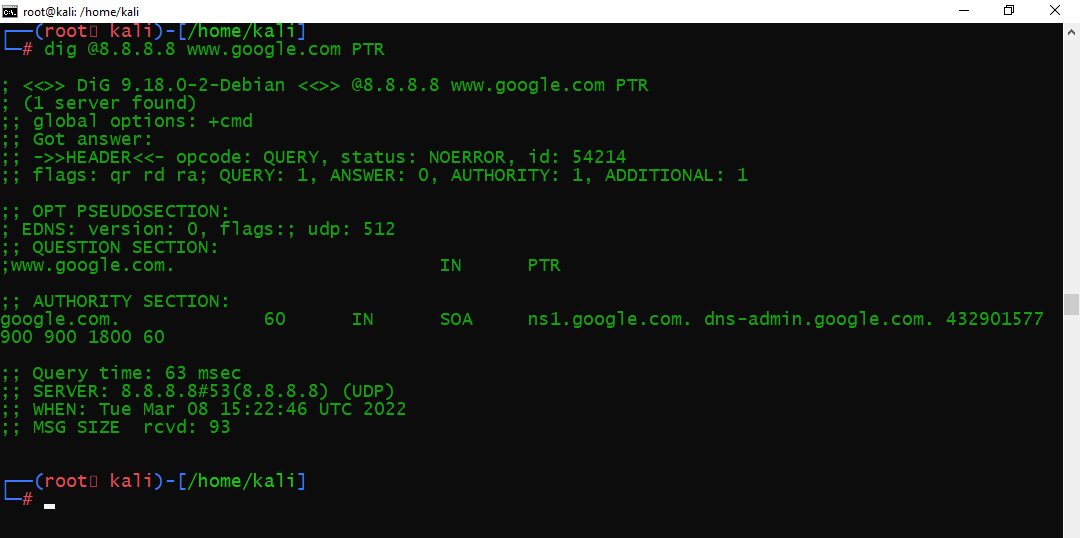 root@kali: /home/kali
┌──(root㉿ kali)-[/home/kali]
└─# dig @8.8.8.8 www.google.com PTR
; <<>> DiG 9.18.0-2-Debian <<>> @8.8.8.8 www.google.com PTR
; (1 server found)
;; global options: +cmd
;; Got answer:
;; ->>HEADER<<- opcode: QUERY, status: NOERROR, id: 54214
;; flags: qr rd ra; QUERY: 1, ANSWER: 0, AUTHORITY: 1, ADDITIONAL: 1
;; OPT PSEUDOSECTION:
; EDNS: version: 0, flags:; udp: 512
;; QUESTION SECTION:
;www.google.com. IN PTR
;; AUTHORITY SECTION:
google.com. 60 IN SOA ns1.google.com. dns-admin.google.com. 432901577
900 900 1800 60
;; Query time: 63 msec
;; SERVER: 8.8.8.8#53(8.8.8.8) (UDP)
;; WHEN: Tue Mar 08 15:22:46 UTC 2022
;; MSG SIZE rcvd: 93
┌──(root▯ kali)-[/home/kali]
└─#